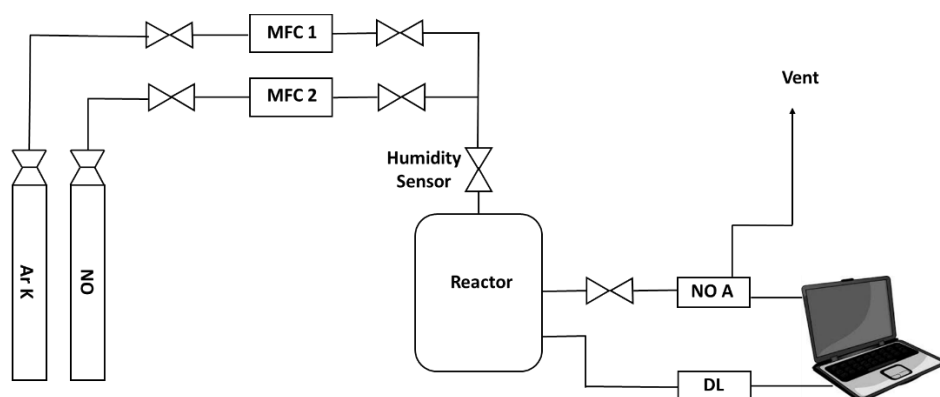 MFC 1
MFC 2
Vent
Humidity
Sensor
Ar K
NO
Reactor
NO A
DL